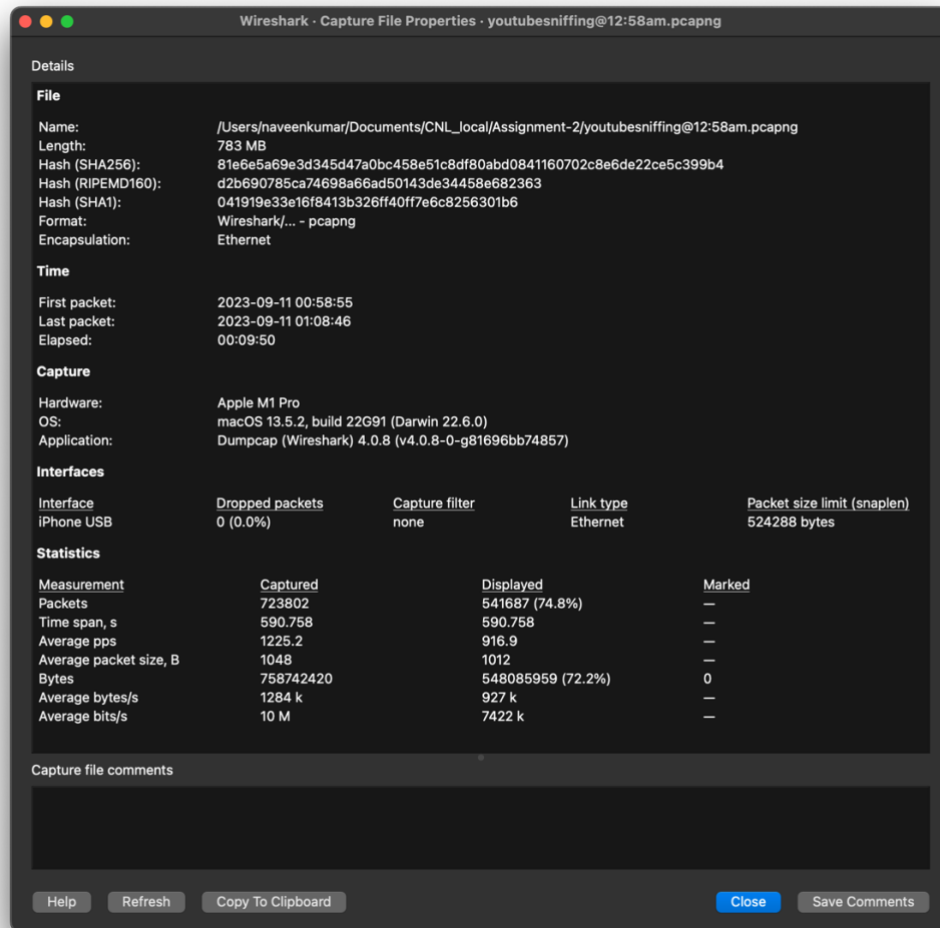 Wireshark · Capture File Properties · youtubesniffing@12:58am.pcapng
Details
File
Name: /Users/naveenkumar/Documents/CNL_local/Assignment-2/youtubesniffing@12:58am.pcapng
Length: 783 MB
Hash (SHA256): 81e6e5a69e3d345d47a0bc458e51c8df80abd0841160702c8e6de22ce5c399b4
Hash (RIPEMD160): d2b690785ca74698a66ad50143de34458e682363
Hash (SHA1): 041919e33e16f8413b326ff40ff7e6c8256301b6
Format: Wireshark/... - pcapng
Encapsulation: Ethernet
Time
First packet: 2023-09-11 00:58:55
Last packet: 2023-09-11 01:08:46
Elapsed: 00:09:50
Capture
Hardware: Apple M1 Pro
OS: macOS 13.5.2, build 22G91 (Darwin 22.6.0)
Application: Dumpcap (Wireshark) 4.0.8 (v4.0.8-0-g81696bb74857)
Interfaces
Interface Dropped packets Capture filter Link type Packet size limit (snaplen)
iPhone USB 0 (0.0%) none Ethernet 524288 bytes
Statistics
Measurement Captured Displayed Marked
Packets 723802 541687 (74.8%) —
Time span, s 590.758 590.758 —
Average pps 1225.2 916.9 —
Average packet size, B 1048 1012 —
Bytes 758742420 548085959 (72.2%) 0
Average bytes/s 1284 k 927 k —
Average bits/s 10 M 7422 k —
Capture file comments
Help Refresh Copy To Clipboard Close Save Comments